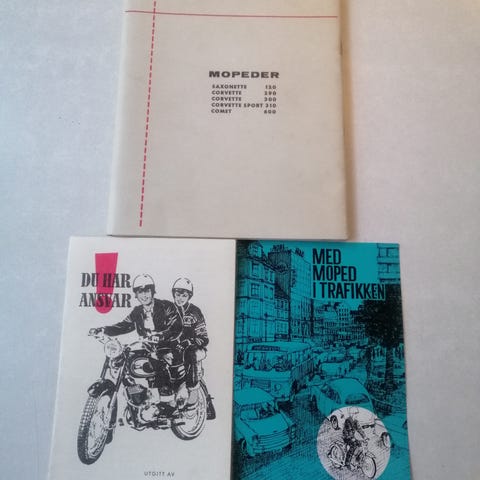 MOPEDER
SAXONETTE 120
CORVETTE 290
CORVETTE 300
CORVETTE SPORT 310
COMET 600
DU HAR
ANSVAR
!
UTGITT AV
MED
MOPED
I TRAFIKKEN